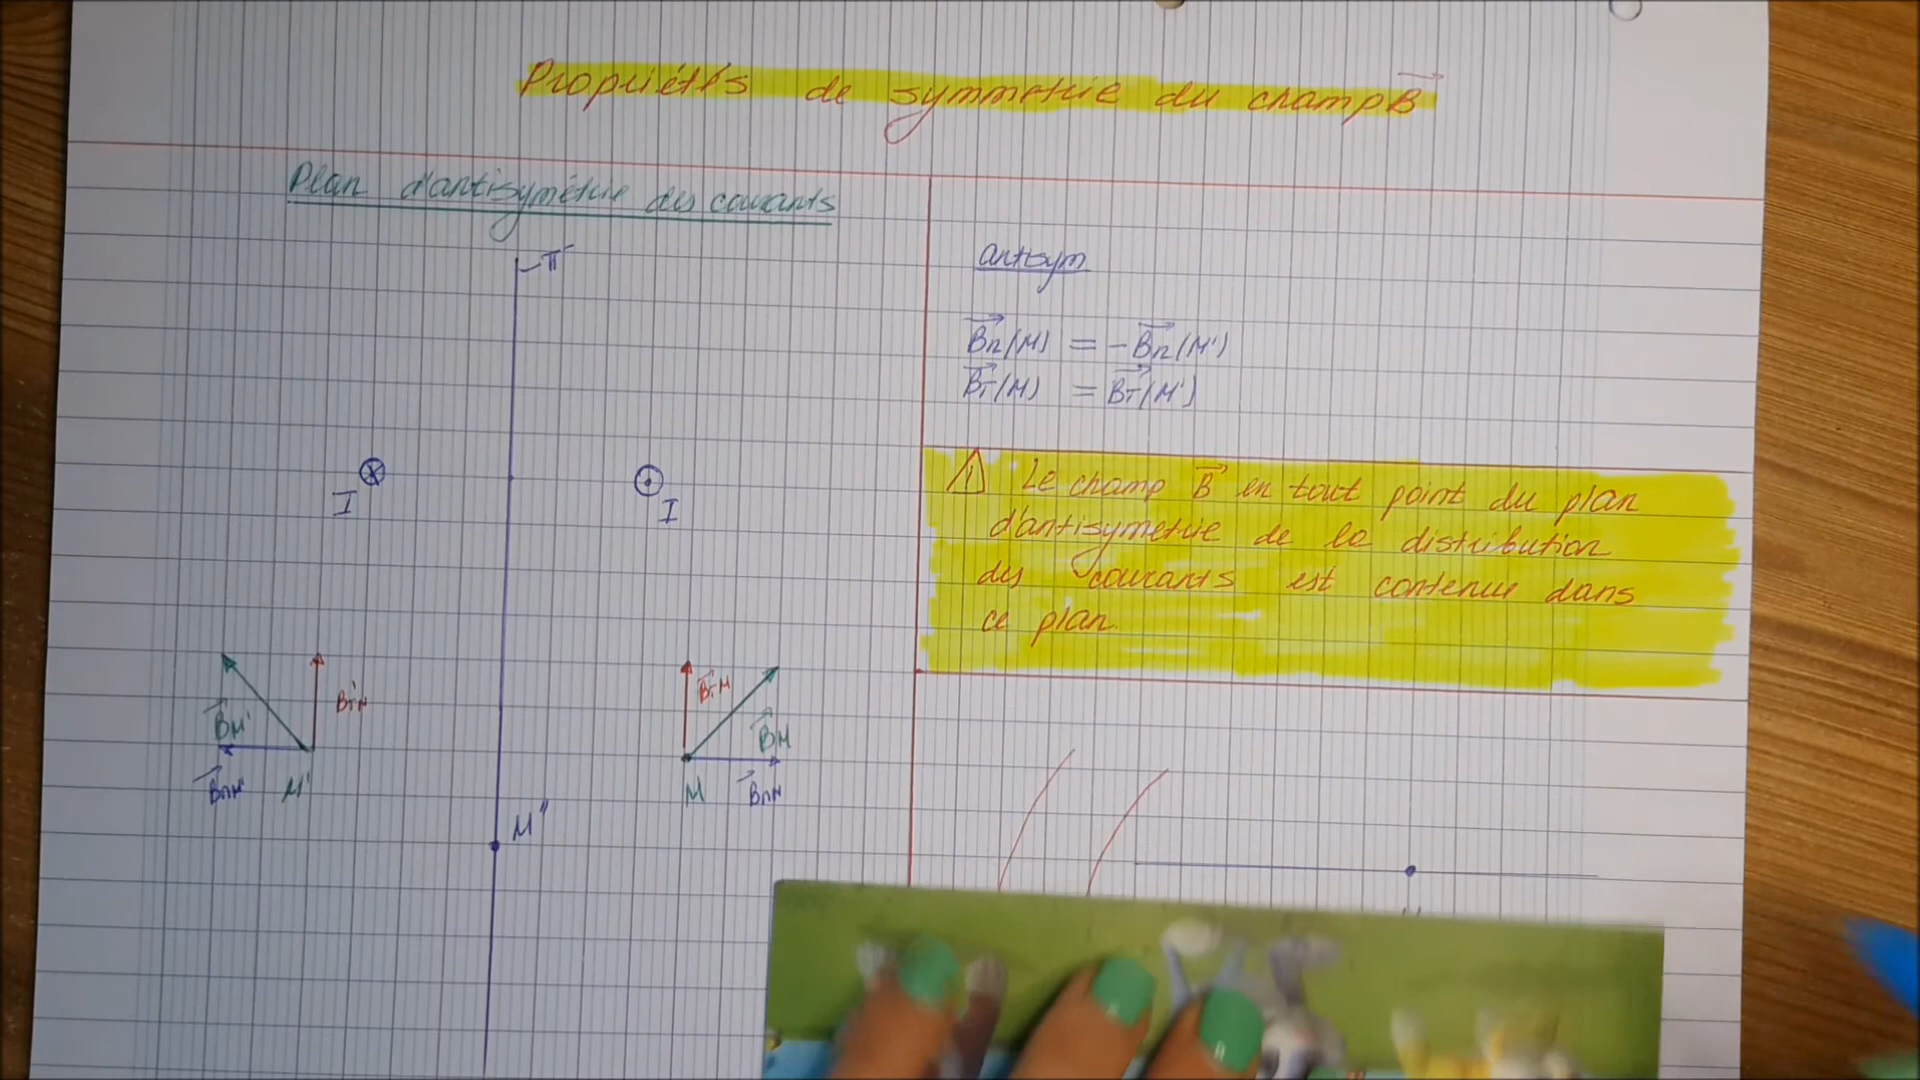 Propriétés de symmetrie du champ B
Plan d'antisymétrie des courants
π
antisym
Bn(M) = -Bn(M')
BT(M) = BT(M')
I
I
Le champ B en tout point du plan
d'antisymetrie de la distribution
des courants est contenue dans
ce plan.
BM'
BT'M
BnM'
M'
BTM
BM
M
BnM
M"